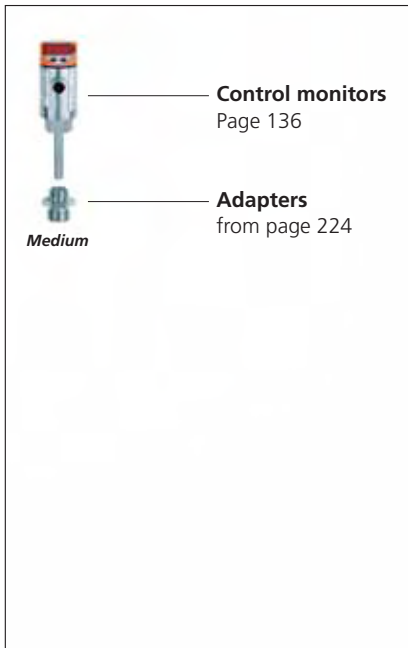 Control monitors
Page 136
Adapters
from page 224
Medium